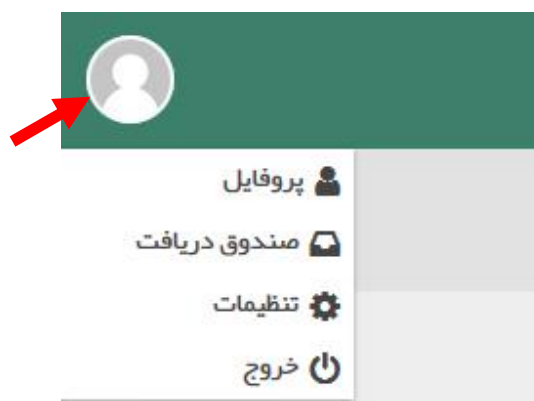 پروفایل
صندوق دریافت
تنظیمات
خروج